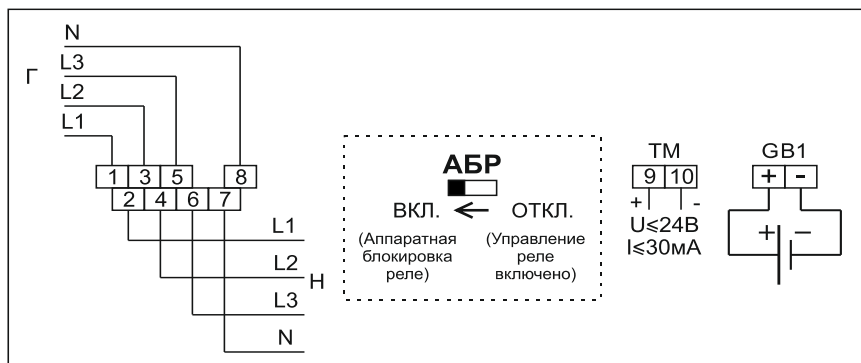 N
L3
Г
L2
L1
1 3 5 8
2 4 6 7
L1
L2
Н
L3
N
АБР
ВКЛ. ОТКЛ.
(Аппаратная блокировка реле)
(Управление реле включено)
ТМ
9 10
+ -
U≤24В
I≤30мА
GB1
+ -
+ −